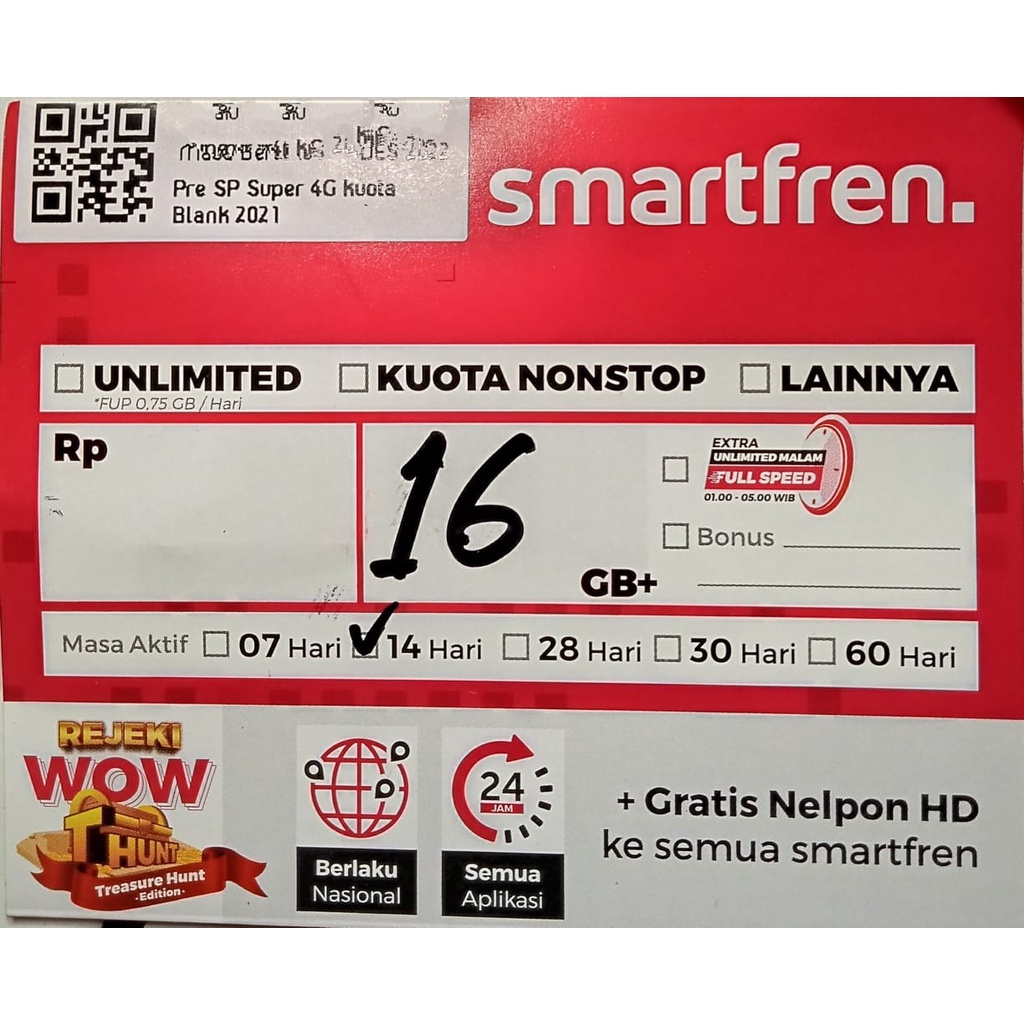 Pre SP Super 4G Kuota
Blank 2021
smartfren.
UNLIMITED
*FUP 0,75 GB / Hari
KUOTA NONSTOP
LAINNYA
Rp
16
GB+
EXTRA
UNLIMITED MALAM
FULL SPEED
01.00 - 05.00 WIB
Bonus
Masa Aktif 07 Hari 14 Hari 28 Hari 30 Hari 60 Hari
REJEKI
WOW
HUNT
Treasure Hunt
- Edition -
Berlaku
Nasional
24
JAM
Semua
Aplikasi
+ Gratis Nelpon HD
ke semua smartfren